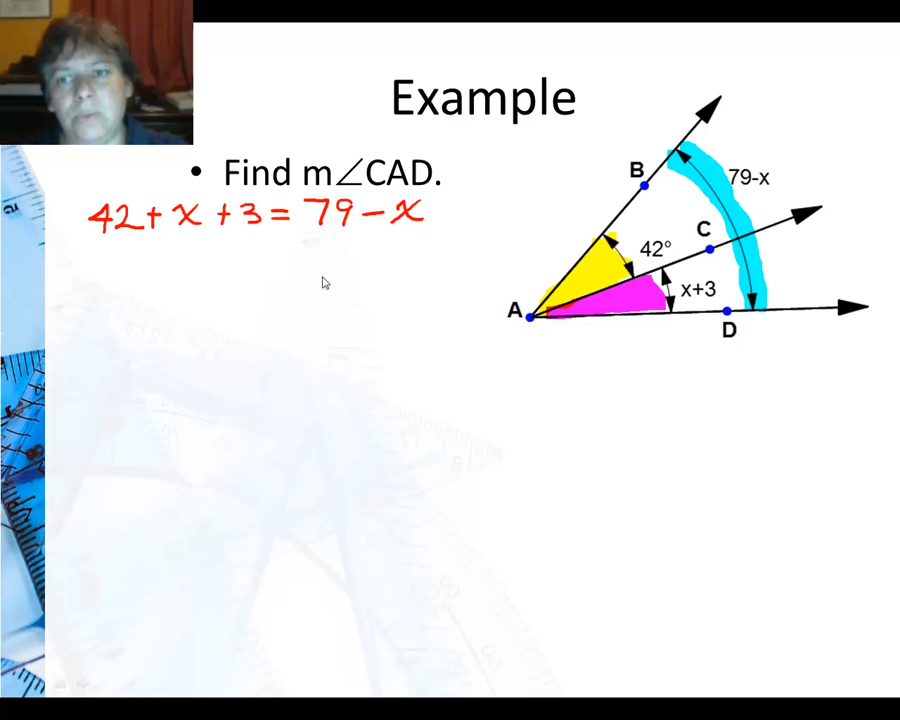 Example
• Find m∠CAD.
42 + x + 3 = 79 - x
B
79-x
C
42°
x+3
A
D